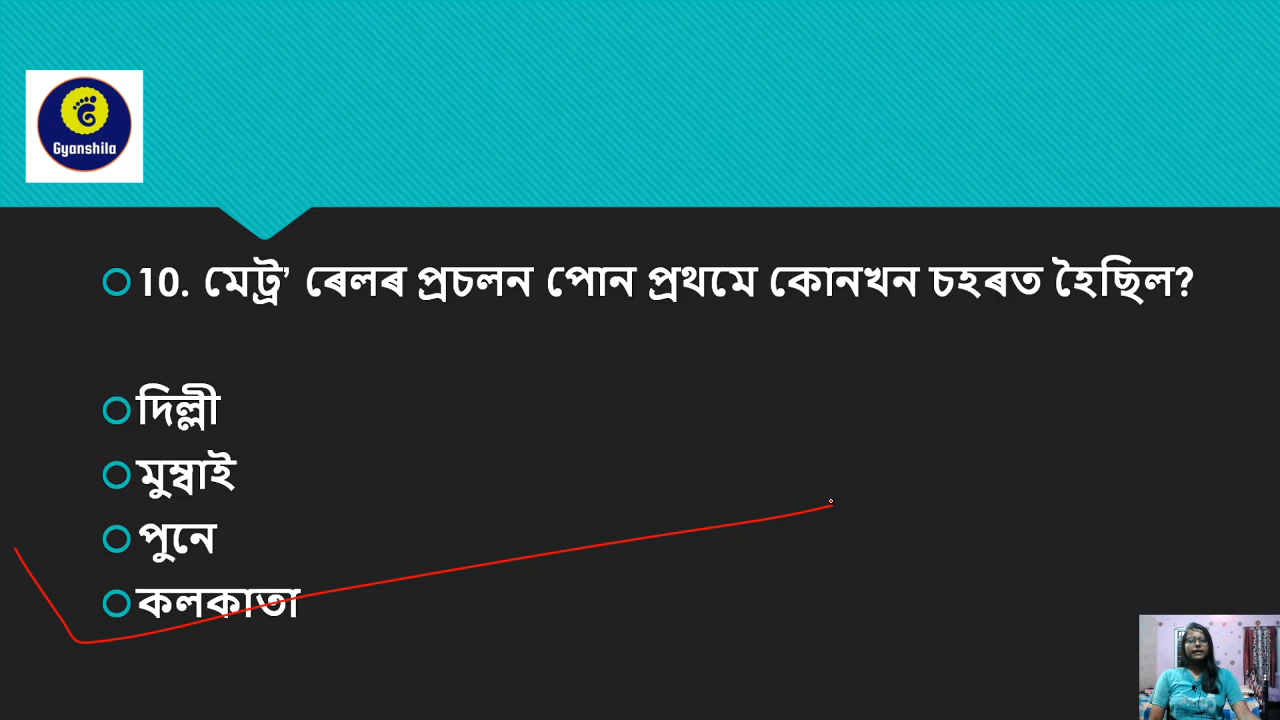 Gyanshila
10. মেট্ৰ’ ৰেলৰ প্ৰচলন পোন প্ৰথমে কোনখন চহৰত হৈছিল?
দিল্লী
মুম্বাই
পুনে
কলকাতা